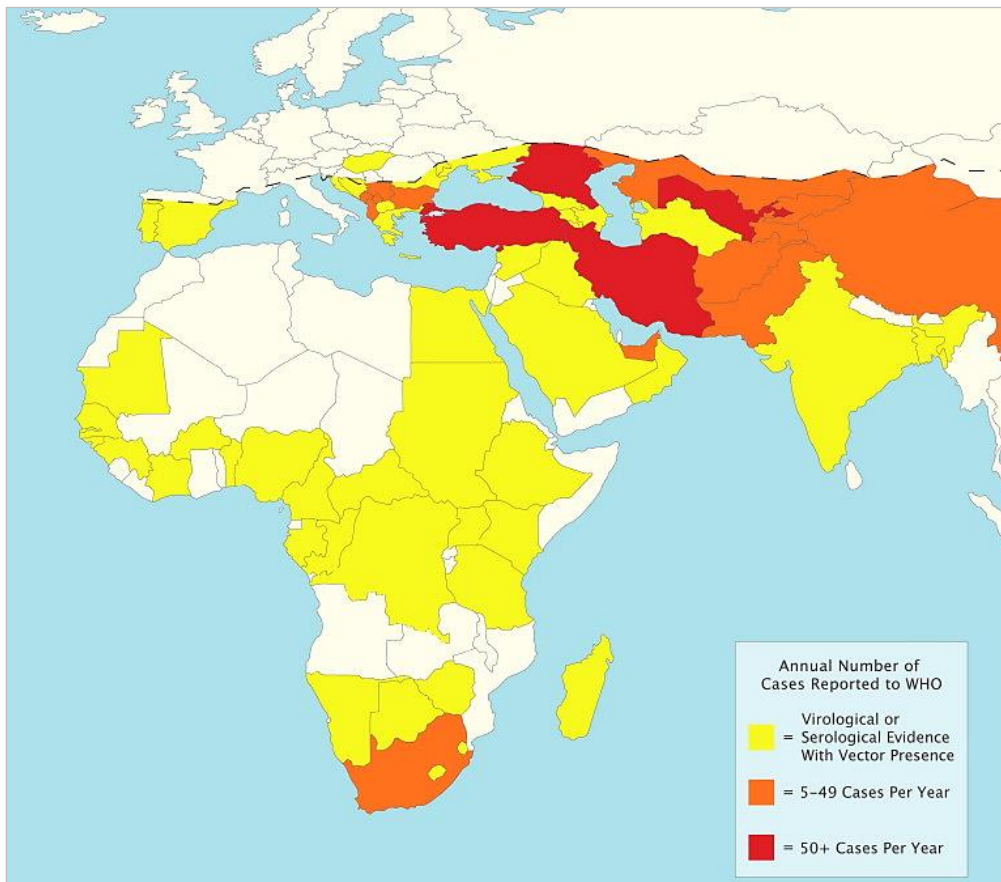 Annual Number of
Cases Reported to WHO
Virological or
= Serological Evidence
With Vector Presence
= 5-49 Cases Per Year
= 50+ Cases Per Year